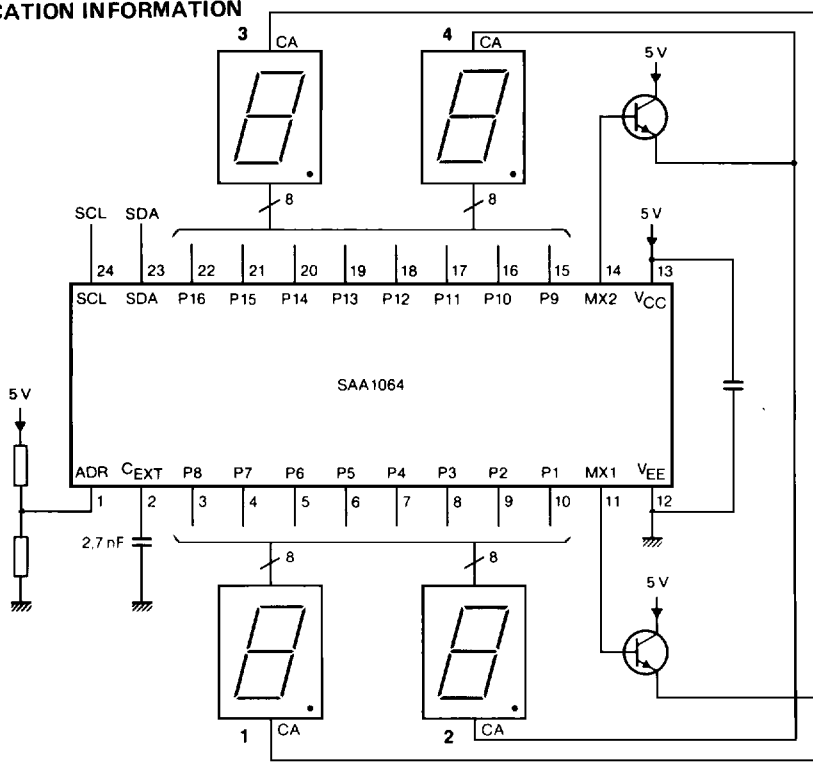 CATION INFORMATION
3 CA
4 CA
5 V
8
8
SCL SDA
5 V
24 23 22 21 20 19 18 17 16 15 14 13
SCL SDA P16 P15 P14 P13 P12 P11 P10 P9 MX2 VCC
SAA1064
5 V
ADR CEXT P8 P7 P6 P5 P4 P3 P2 P1 MX1 VEE
1 2 3 4 5 6 7 8 9 10 11 12
2,7 nF
8
8
5 V
1 CA
2 CA